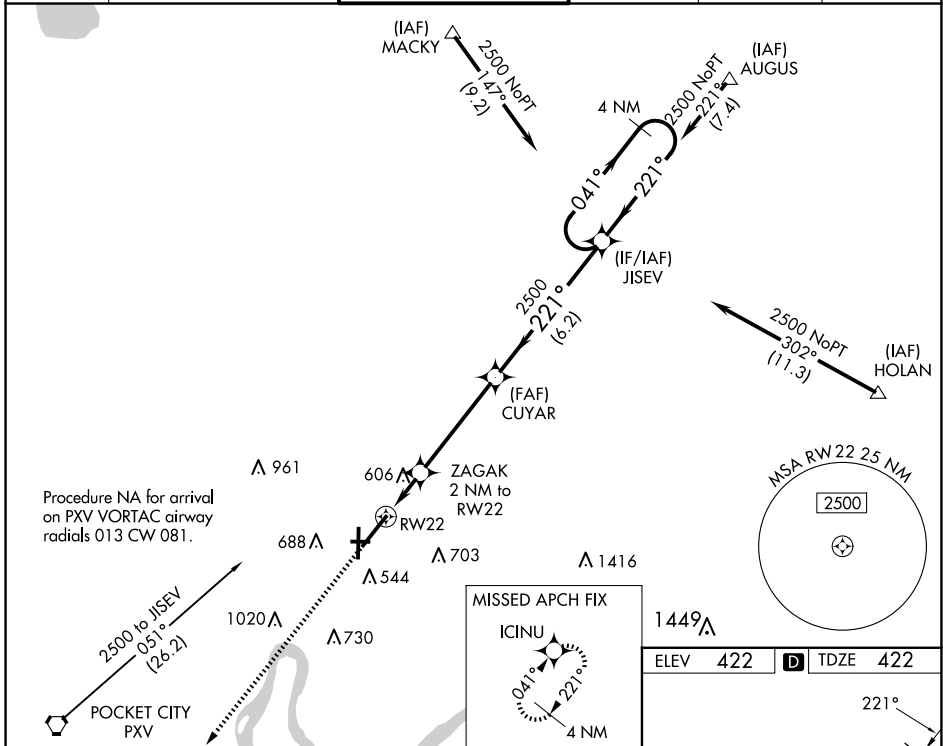 (IAF)
MACKY
2500 NoPT
147°
(9.2)
(IAF)
AUGUS
2500 NoPT
221°
(7.4)
4 NM
041°
221°
(IF/IAF)
JISEV
2500
221°
(6.2)
2500 NoPT
302°
(11.3)
(IAF)
HOLAN
(FAF)
CUYAR
961
606
ZAGAK
2 NM to
RW22
MSA RW 22 25 NM
2500
Procedure NA for arrival
on PXV VORTAC airway
radials 013 CW 081.
RW22
688
703
1416
544
2500 to JISEV
051°
(26.2)
1020
730
MISSED APCH FIX
ICINU
041°
221°
4 NM
1449
POCKET CITY
PXV
ELEV 422 D TDZE 422
221°